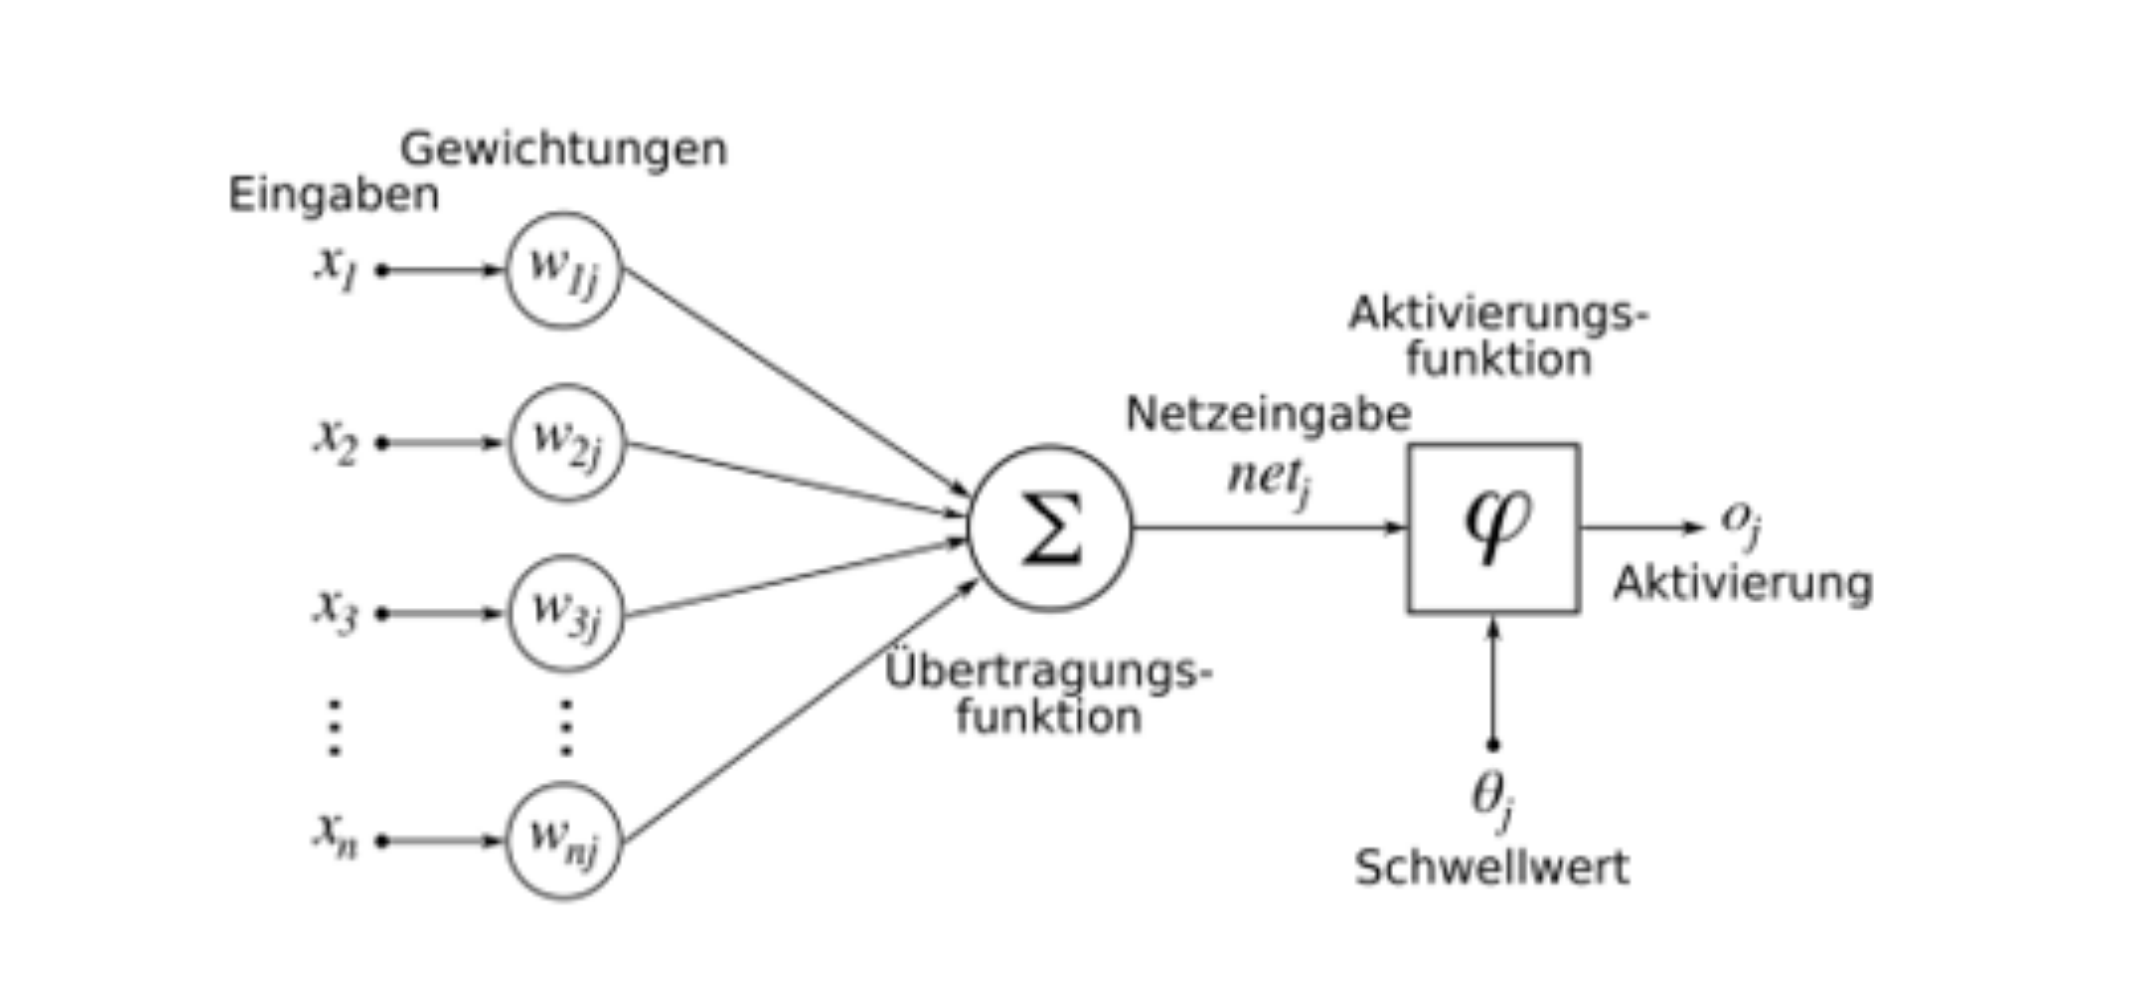 Gewichtungen
Eingaben
x1 w1j
x2 w2j
x3 w3j
⋮ ⋮
xn wnj
Σ
Übertragungs-
funktion
Netzeingabe
netj
Aktivierungs-
funktion
φ
oj
Aktivierung
θj
Schwellwert